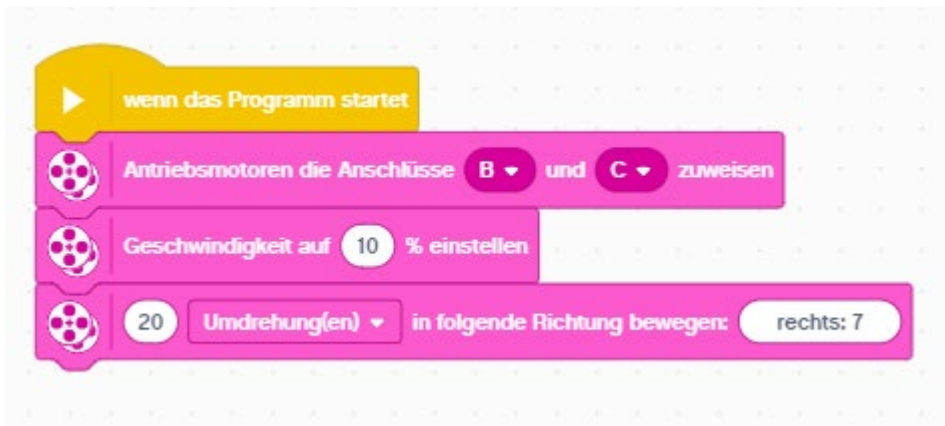 wenn das Programm startet
Antriebsmotoren die Anschlüsse B und C zuweisen
Geschwindigkeit auf 10 % einstellen
20 Umdrehung(en) in folgende Richtung bewegen: rechts: 7